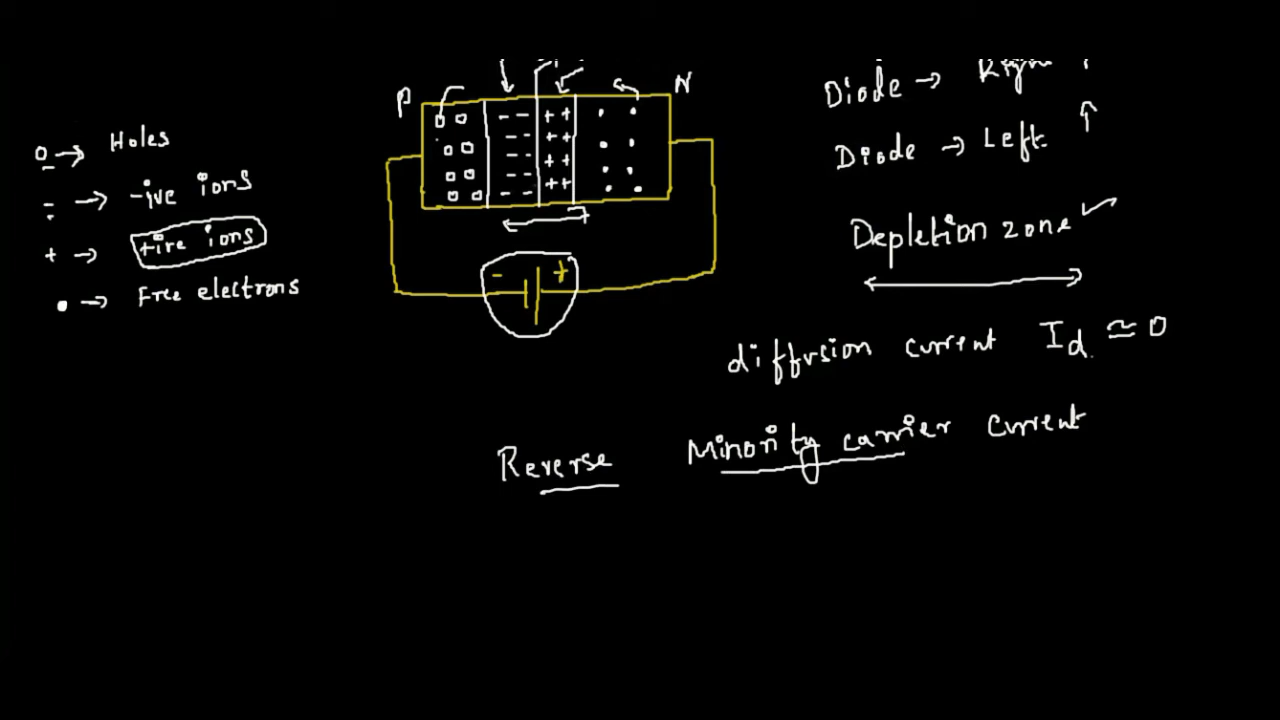 Diode → Right ↑
P
N
Diode → Left ↑
→ Holes
- → -ive ions
+ → +ive ions
• → Free electrons
Depletion zone ✓
- +
diffusion current Id ≃ 0
Reverse Minority carrier current